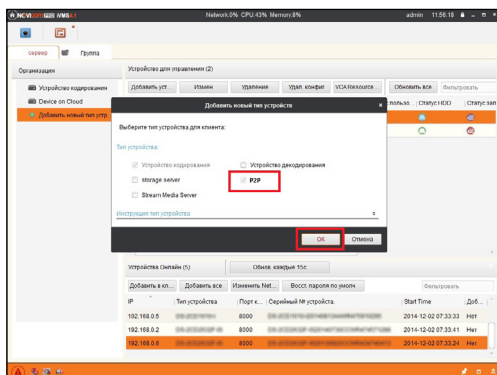 Network:0% CPU:43% Memory:8% admin 11:56:18
сервер Группа
Организация
Устройство для управления (2)
Добавить уст... Измен Удаления Удал. конфиг VCA Resource... Обновить все Фильтровать
Устройство кодирования
Device on Cloud
Добавить новый тип устр.
Статус HDD Статус зап
Добавить новый тип устройств
Выберите тип устройства для клиента:
Тип устройства:
Устройство кодирования Устройство декодирования
storage server P2P
Stream Media Server
Инструкция тип устройства
OK Отмена
Устройства Онлайн (5) Обнов. каждые 15с
Добавить в кл... Добавить все Изменить Net... Восст. пароля по умолч Фильтровать
IP Тип устройства Порт к... Серийный № устройста. Start Time Доб...
192.168.0.5 8000 2014-12-02 07:33:33 Нет
192.168.0.2 8000 2014-12-02 07:33:41 Нет
192.168.0.6 8000 2014-12-02 07:33:24 Нет